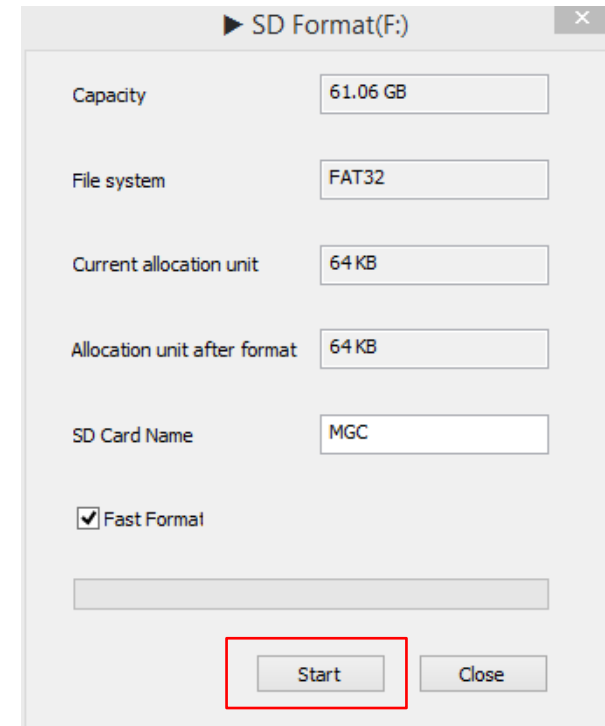 ▶ SD Format(F:)
Capacity 61.06 GB
File system FAT32
Current allocation unit 64 KB
Allocation unit after format 64 KB
SD Card Name MGC
Fast Format
Start Close